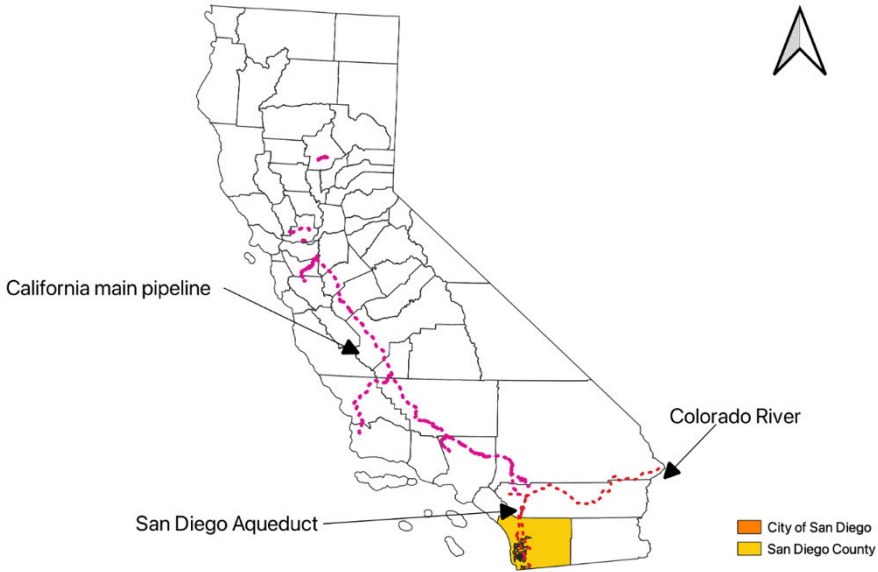 California main pipeline
Colorado River
San Diego Aqueduct
City of San Diego
San Diego County